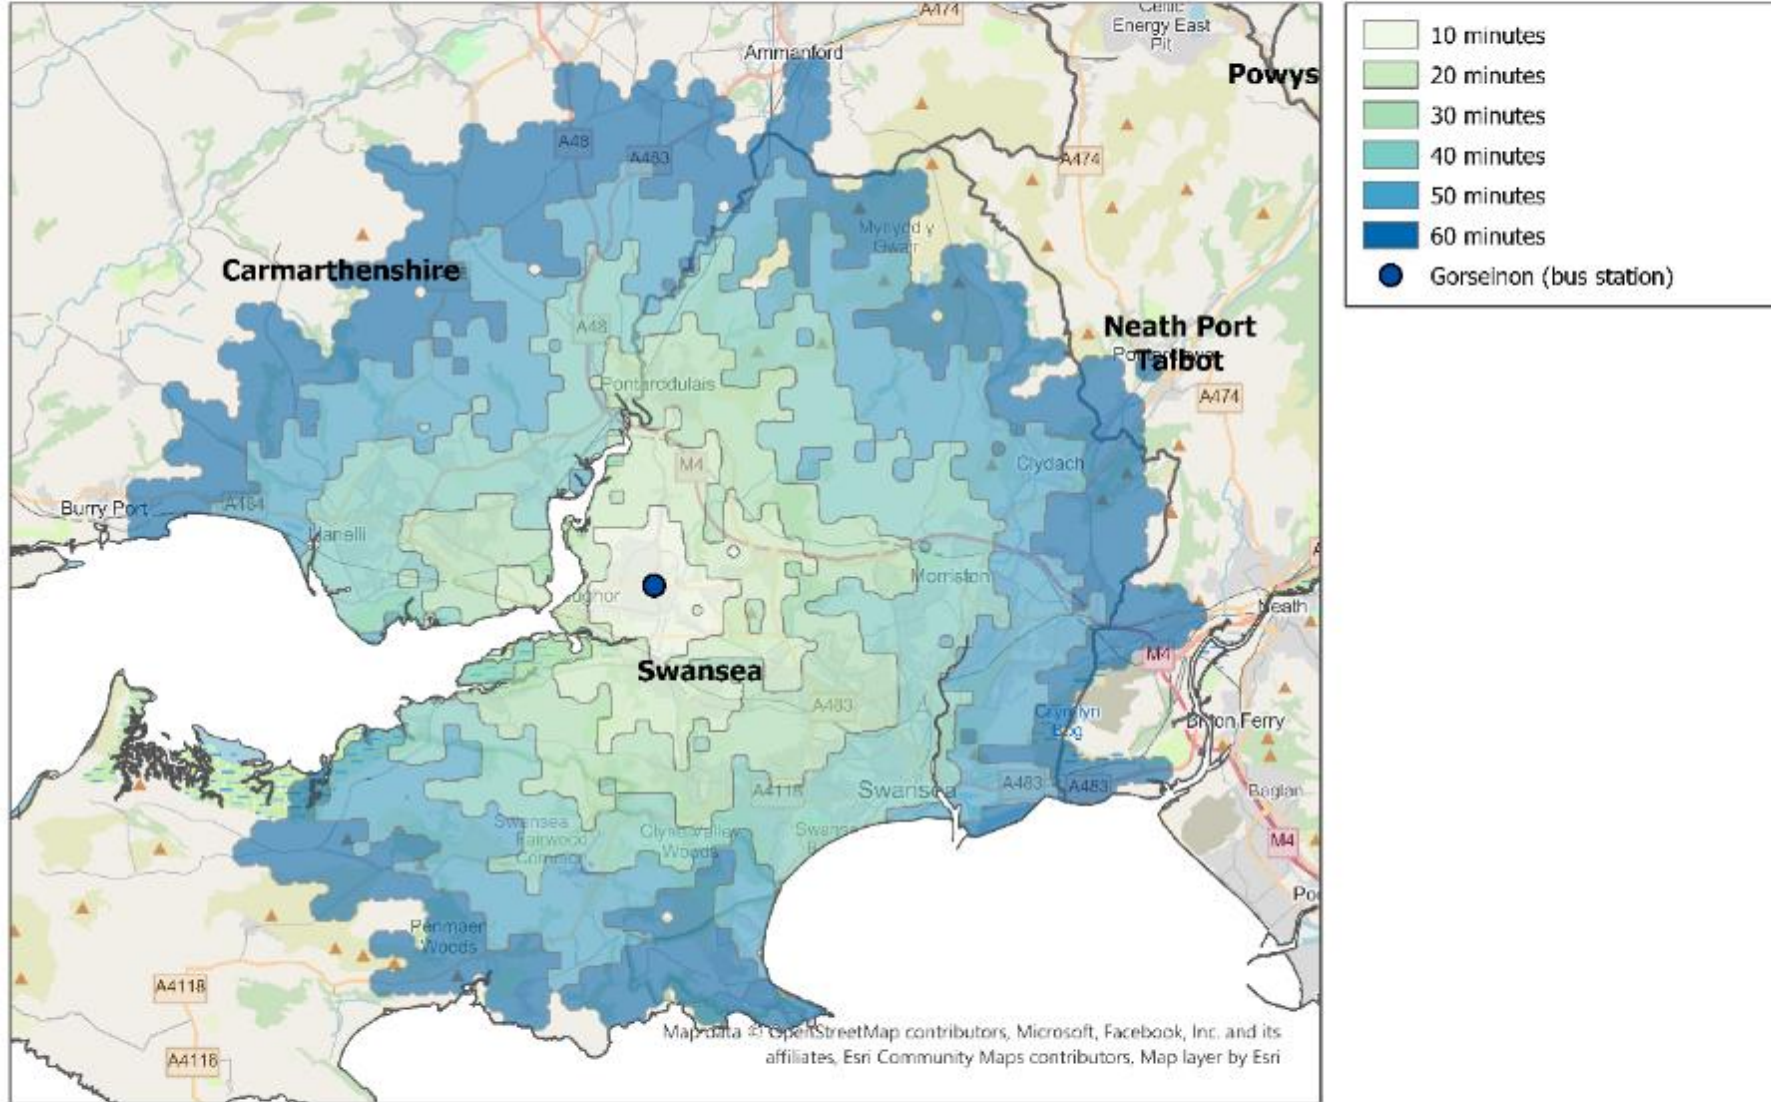 A474
Celtic
Energy East
Pit
Ammanford
Powys
A48
A483
A474
Mynydd y
Gwair
Carmarthenshire
A48
Neath Port
Talbot
Pontarddulais
A474
M4
Clydach
A484
Burry Port
Llanelli
Morriston
Loughor
Neath
Swansea
M4
A483
Crymlyn
Bog
Briton Ferry
A4118
Swansea
A483
A483
Baglan
Swansea
Fairwood
Common
Clyne Valley
Woods
Swansea
M4
Penmaen
Woods
A4118
A4118
Map data © OpenStreetMap contributors, Microsoft, Facebook, Inc. and its
affiliates, Esri Community Maps contributors, Map layer by Esri
10 minutes
20 minutes
30 minutes
40 minutes
50 minutes
60 minutes
Gorseinon (bus station)